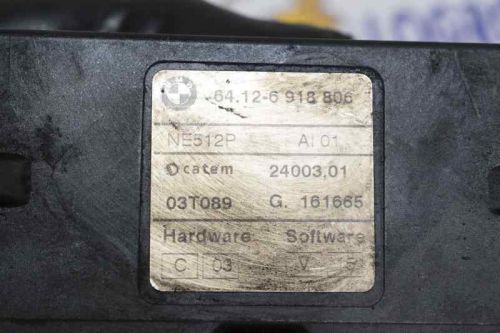 64.12-6 918 806
NE512P AI 01
catem 24003,01
03T089 G. 161665
Hardware Software
C 03 V 5